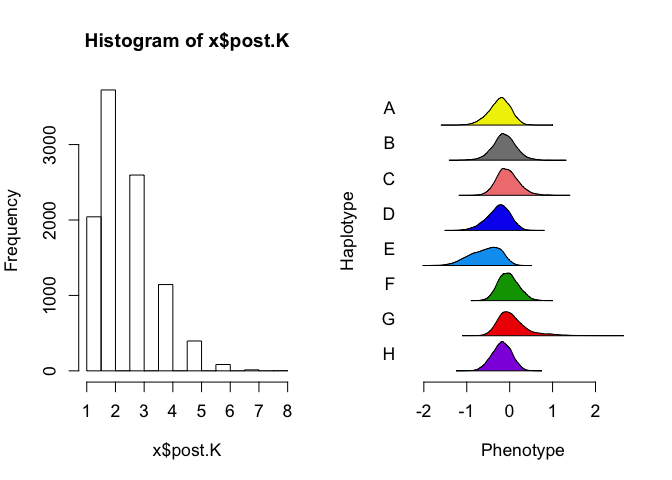 Histogram of x$post.K
Frequency
0
1000
2000
3000
1 2 3 4 5 6 7 8
x$post.K
Haplotype
A
B
C
D
E
F
G
H
-2 -1 0 1 2
Phenotype